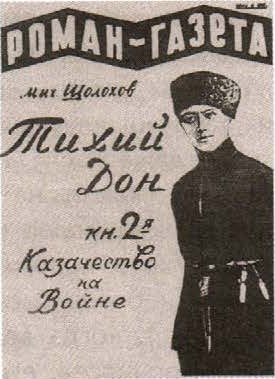 РОМАН-ГАЗЕТА
мих Шолохов
Тихий
Дон
кн. 2я
Казачество
на
Войне